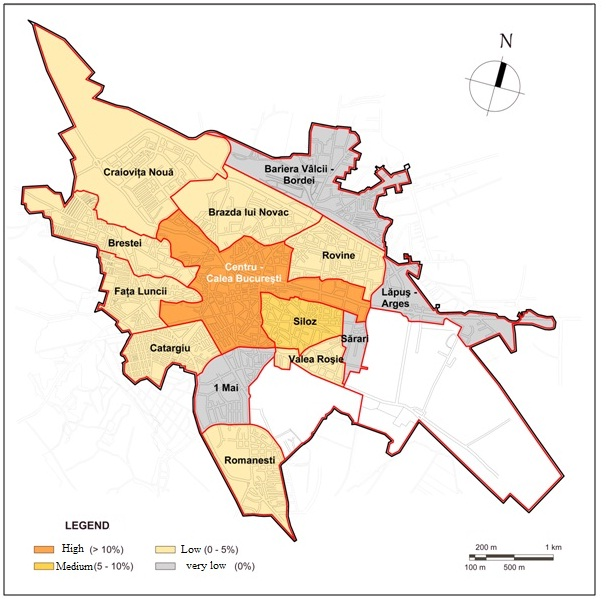 N
Bariera Vâlcii -
Bordei
Craiovița Nouă
Brazda lui Novac
Brestei
Rovine
Centru -
Calea București
Fața Luncii
Lăpuș -
Arges
Siloz
Sărari
Catargiu
Valea Roșie
1 Mai
Romanesti
LEGEND
High (> 10%)
Low (0 - 5%)
Medium (5 - 10%)
very low (0%)
200 m 1 km
100 m 500 m